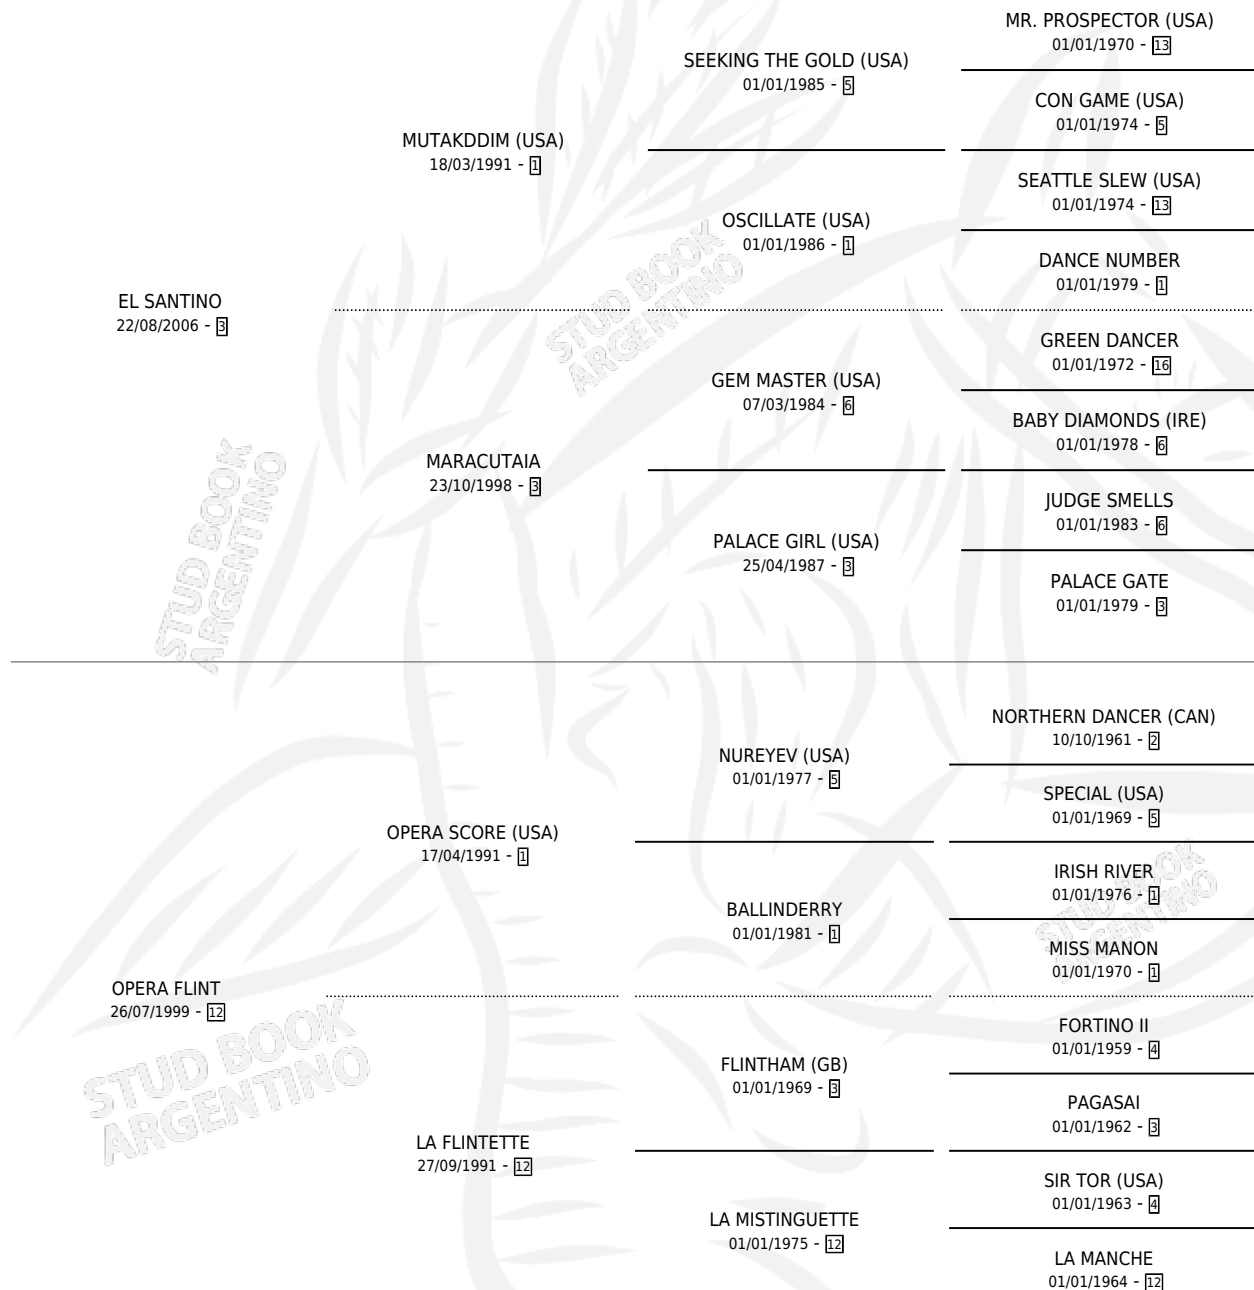 MR. PROSPECTOR (USA)
01/01/1970 - 13
SEEKING THE GOLD (USA)
01/01/1985 - 5
CON GAME (USA)
01/01/1974 - 5
MUTAKDDIM (USA)
18/03/1991 - 1
SEATTLE SLEW (USA)
01/01/1974 - 13
OSCILLATE (USA)
01/01/1986 - 1
DANCE NUMBER
01/01/1979 - 1
EL SANTINO
22/08/2006 - 3
GREEN DANCER
01/01/1972 - 16
GEM MASTER (USA)
07/03/1984 - 6
BABY DIAMONDS (IRE)
01/01/1978 - 6
MARACUTAIA
23/10/1998 - 3
JUDGE SMELLS
01/01/1983 - 6
PALACE GIRL (USA)
25/04/1987 - 3
PALACE GATE
01/01/1979 - 3
NORTHERN DANCER (CAN)
10/10/1961 - 2
NUREYEV (USA)
01/01/1977 - 5
SPECIAL (USA)
01/01/1969 - 5
OPERA SCORE (USA)
17/04/1991 - 1
IRISH RIVER
01/01/1976 - 1
BALLINDERRY
01/01/1981 - 1
MISS MANON
01/01/1970 - 1
OPERA FLINT
26/07/1999 - 12
FORTINO II
01/01/1959 - 4
FLINTHAM (GB)
01/01/1969 - 3
PAGASAI
01/01/1962 - 3
LA FLINTETTE
27/09/1991 - 12
SIR TOR (USA)
01/01/1963 - 4
LA MISTINGUETTE
01/01/1975 - 12
LA MANCHE
01/01/1964 - 12
STUD BOOK
ARGENTINO
STUD BOOK
ARGENTINO
STUD BOOK
ARGENTINO
STUD BOOK
ARGENTINO